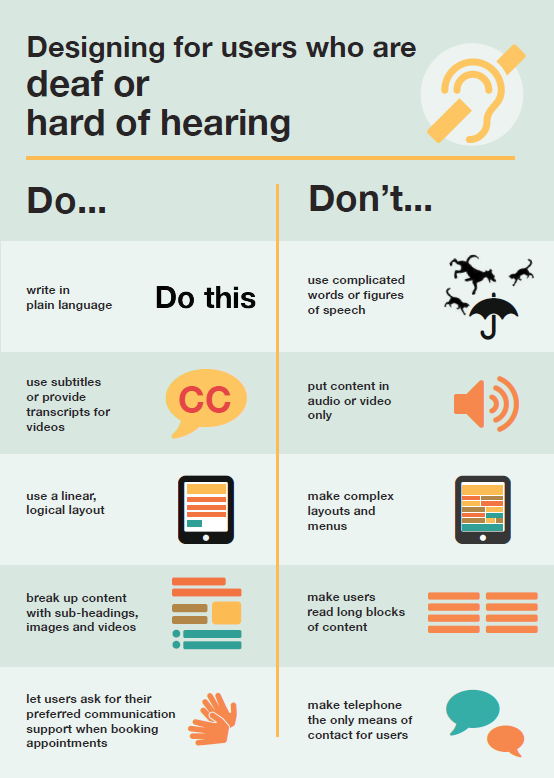 Designing for users who are
deaf or
hard of hearing
Do...
Don't...
write in
plain language
Do this
use complicated
words or figures
of speech
use subtitles
or provide
transcripts for
videos
CC
put content in
audio or video
only
use a linear,
logical layout
make complex
layouts and
menus
break up content
with sub-headings,
images and videos
make users
read long blocks
of content
let users ask for their
preferred communication
support when booking
appointments
make telephone
the only means of
contact for users